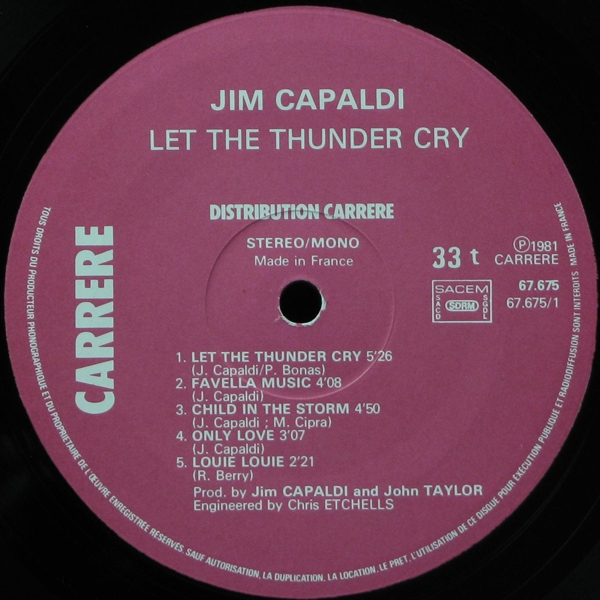 JIM CAPALDI
LET THE THUNDER CRY
DISTRIBUTION CARRERE
STEREO/MONO
Made in France
33 t
Ⓟ1981
CARRERE
67.675
67.675/1
SACEM
SACD
SDRM
SGDL
CARRERE
1. LET THE THUNDER CRY 5'26
(J. Capaldi/P. Bonas)
2. FAVELLA MUSIC 4'08
(J. Capaldi)
3. CHILD IN THE STORM 4'50
(J. Capaldi ; M. Cipra)
4. ONLY LOVE 3'07
(J. Capaldi)
5. LOUIE LOUIE 2'21
(R. Berry)
Prod. by Jim CAPALDI and John TAYLOR
Engineered by Chris ETCHELLS
TOUS DROITS DU PRODUCTEUR PHONOGRAPHIQUE ET DU PROPRIETAIRE DE L'ŒUVRE ENREGISTRÉE RÉSERVÉS. SAUF AUTORISATION, LA DUPLICATION, LA LOCATION, LE PRET, L'UTILISATION DE CE DISQUE POUR EXECUTION PUBLIQUE ET RADIODIFFUSION SONT INTERDITS MADE IN FRANCE